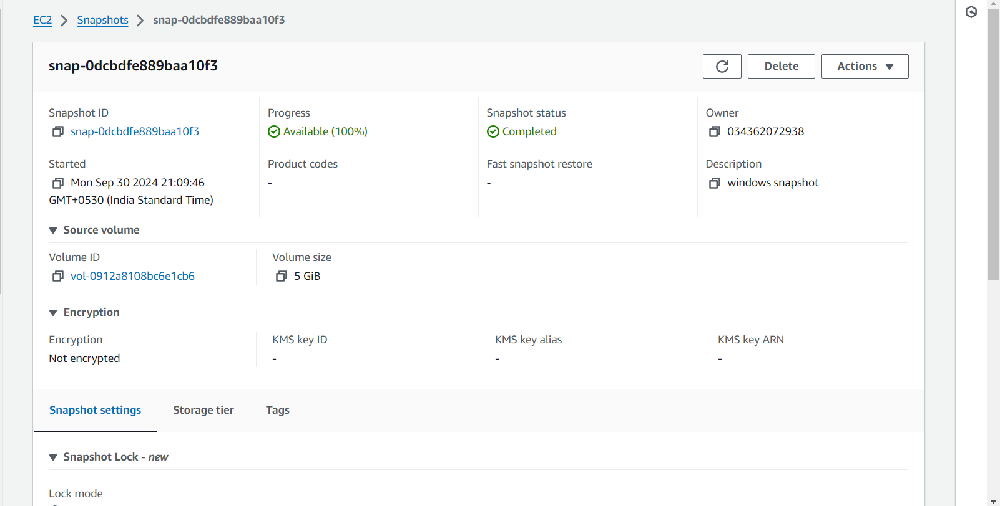 EC2 Snapshots snap-0dcbdfe889baa10f3
snap-0dcbdfe889baa10f3
Delete
Actions
Snapshot ID
snap-0dcbdfe889baa10f3
Progress
Available (100%)
Snapshot status
Completed
Owner
034362072938
Started
Mon Sep 30 2024 21:09:46
GMT+0530 (India Standard Time)
Product codes
-
Fast snapshot restore
-
Description
windows snapshot
Source volume
Volume ID
vol-0912a8108bc6e1cb6
Volume size
5 GiB
Encryption
Encryption
Not encrypted
KMS key ID
-
KMS key alias
-
KMS key ARN
-
Snapshot settings
Storage tier
Tags
Snapshot Lock - new
Lock mode